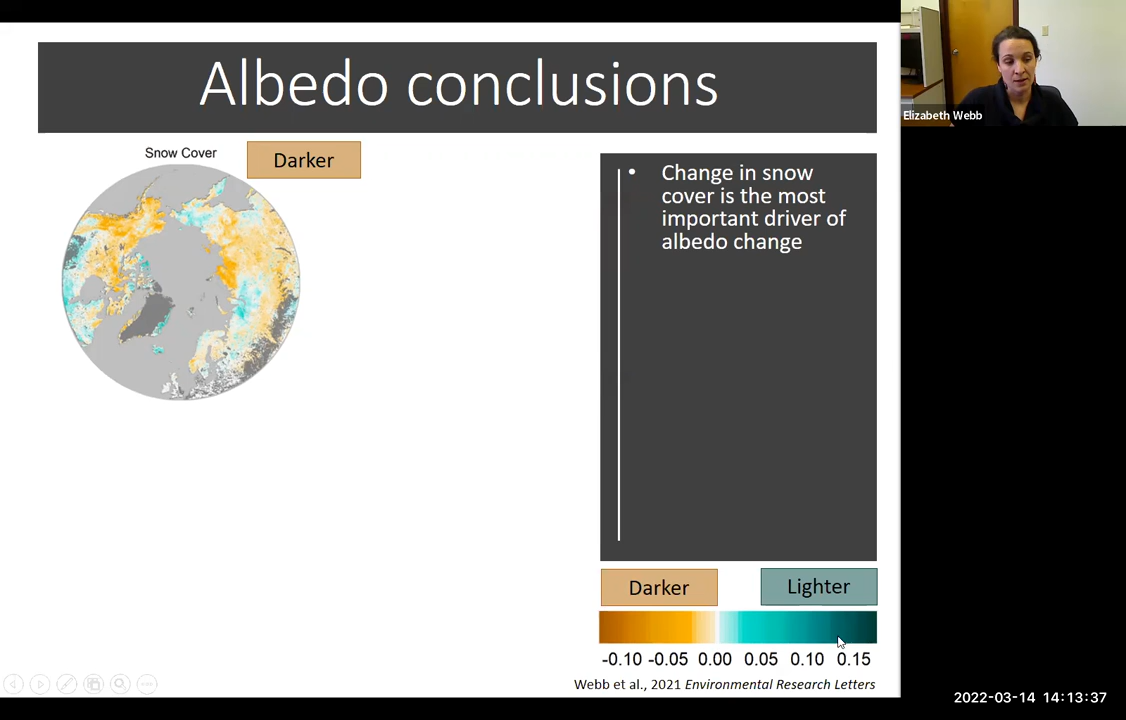 Albedo conclusions
Snow Cover
Darker
• Change in snow
cover is the most
important driver of
albedo change
Darker
Lighter
-0.10 -0.05 0.00 0.05 0.10 0.15
Webb et al., 2021 Environmental Research Letters
Elizabeth Webb
2022-03-14 14:13:37